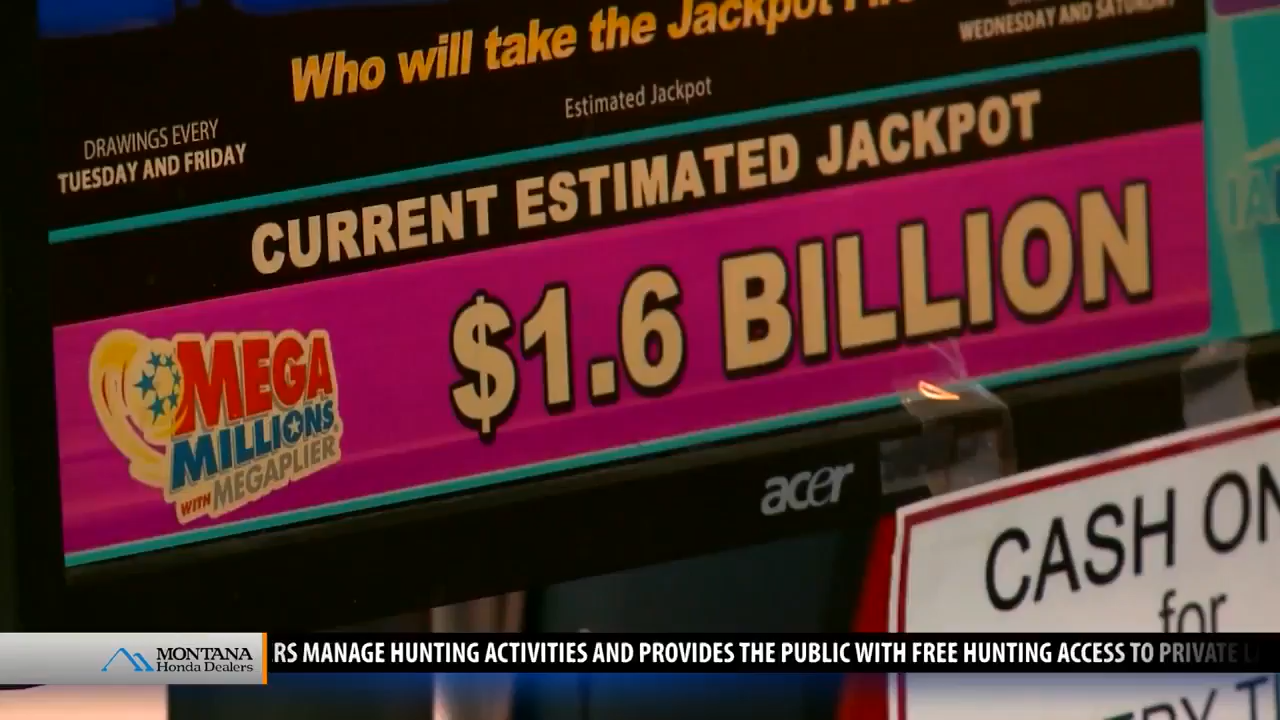 Who will take the Jackpot
WEDNESDAY AND SATURDAY
Estimated Jackpot
DRAWINGS EVERY
TUESDAY AND FRIDAY
CURRENT ESTIMATED JACKPOT
$1.6 BILLION
MEGA
MILLIONS
WITH MEGAPLIER
acer
CASH ON
for
MONTANA
Honda Dealers
RS MANAGE HUNTING ACTIVITIES AND PROVIDES THE PUBLIC WITH FREE HUNTING ACCESS TO PRIVATE